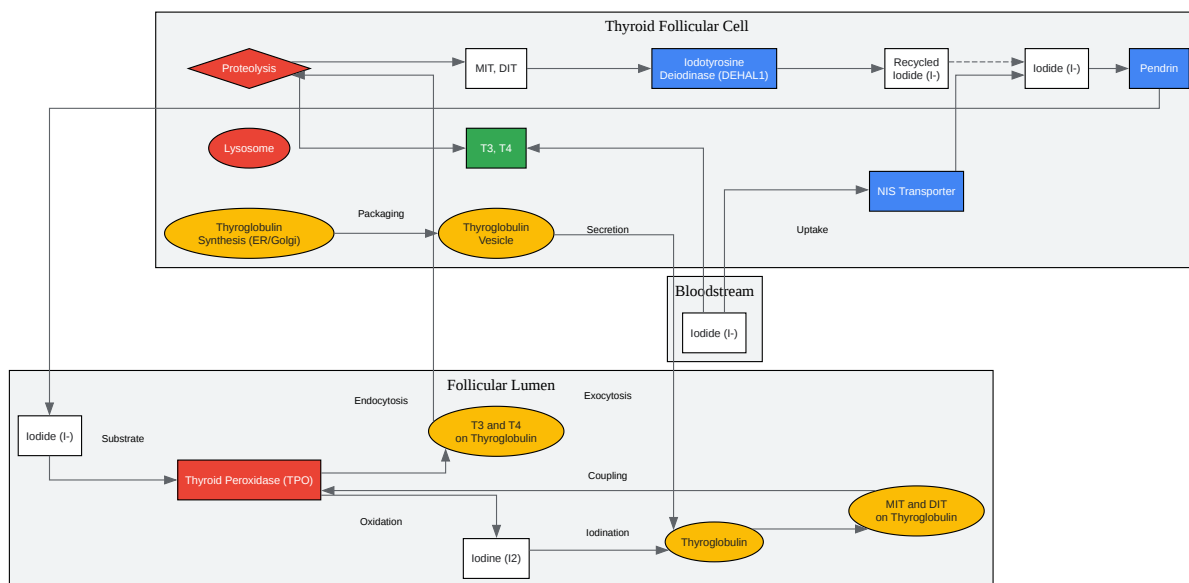 Thyroid Follicular Cell
Proteolysis
MIT, DIT
Iodotyrosine
Deiodinase (DEHAL1)
Recycled
Iodide (I-)
Iodide (I-)
Pendrin
Lysosome
T3, T4
NIS Transporter
Thyroglobulin
Synthesis (ER/Golgi)
Packaging
Thyroglobulin
Vesicle
Secretion
Uptake
Bloodstream
Iodide (I-)
Follicular Lumen
Endocytosis
Exocytosis
Iodide (I-)
Substrate
T3 and T4
on Thyroglobulin
Thyroid Peroxidase (TPO)
Coupling
MIT and DIT
on Thyroglobulin
Oxidation
Iodine (I2)
Iodination
Thyroglobulin